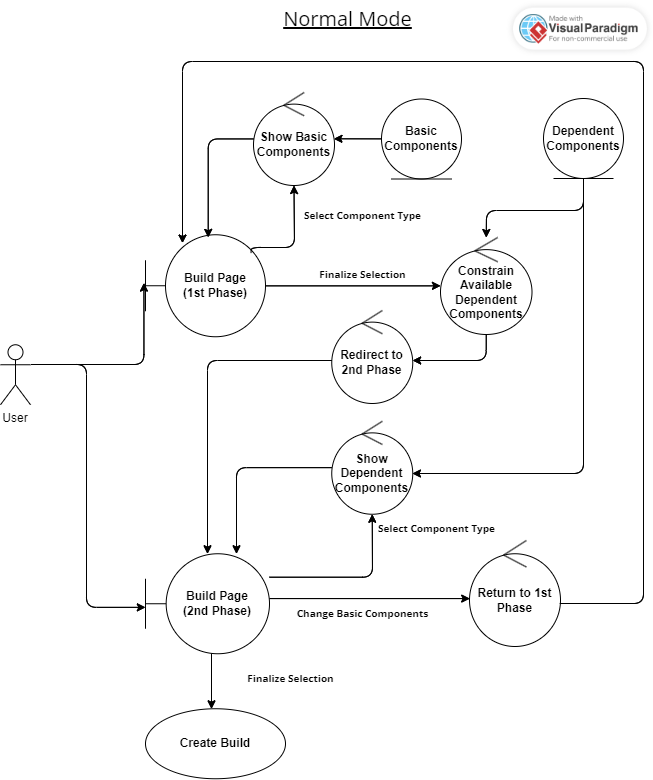 Normal Mode
Made with
VisualParadigm
For non-commercial use
Show Basic
Components
Basic
Components
Dependent
Components
Select Component Type
Build Page
(1st Phase)
Finalize Selection
Constrain
Available
Dependent
Components
Redirect to
2nd Phase
User
Show
Dependent
Components
Select Component Type
Build Page
(2nd Phase)
Change Basic Components
Return to 1st
Phase
Finalize Selection
Create Build